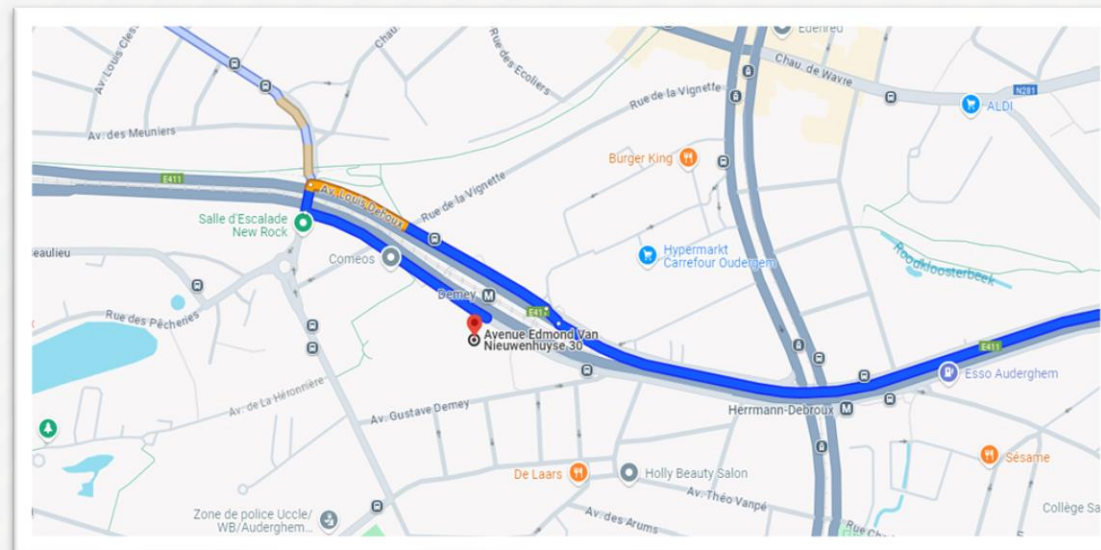 Edenred
Chau. de Wavre
N281
ALDI
Av. Louis Cless
Chau.
Rue des Ecoliers
Rue de la Vignette
Av. des Meuniers
Burger King
E411
Av. Louis Dehoux
Rue de la Vignette
Salle d'Escalade
New Rock
Comeos
eaulieu
Hypermarkt
Carrefour Oudergem
Roodkloosterbeek
Demey M
E411
Rue des Pêcheries
Avenue Edmond Van
Nieuwenhuyse 30
E411
Esso Auderghem
Av. de La Héronnière
Av. Gustave Demey
Herrmann-Debroux M
De Laars
Holly Beauty Salon
Sésame
Av. Théo Vanpé
Zone de police Uccle/
WB/Auderghem...
Av. des Arums
Rue Cha
Collège Sa